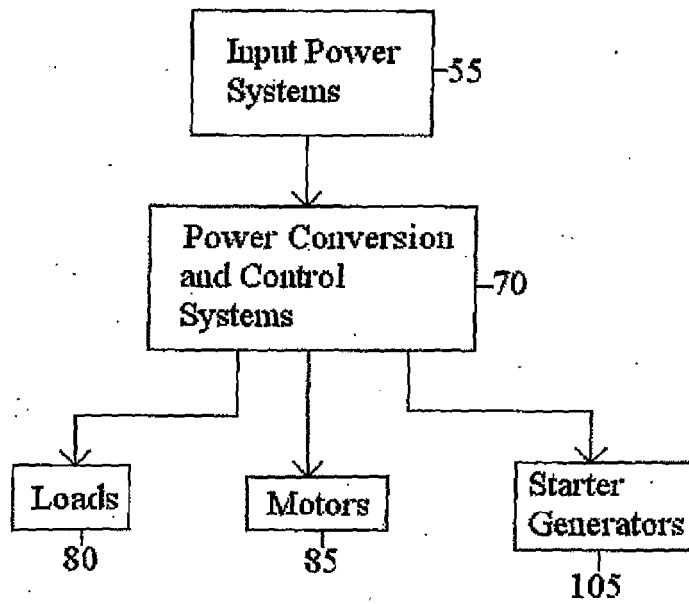 Input Power
Systems
55
Power Conversion
and Control
Systems
70
Loads
80
Motors
85
Starter
Generators
105